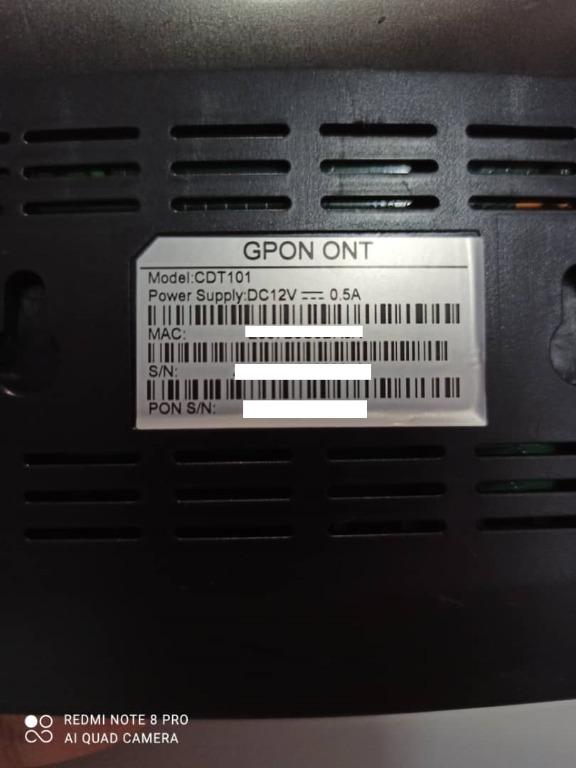 GPON ONT
Model:CDT101
Power Supply:DC12V ⎓ 0.5A
MAC:
S/N:
PON S/N:
REDMI NOTE 8 PRO
AI QUAD CAMERA